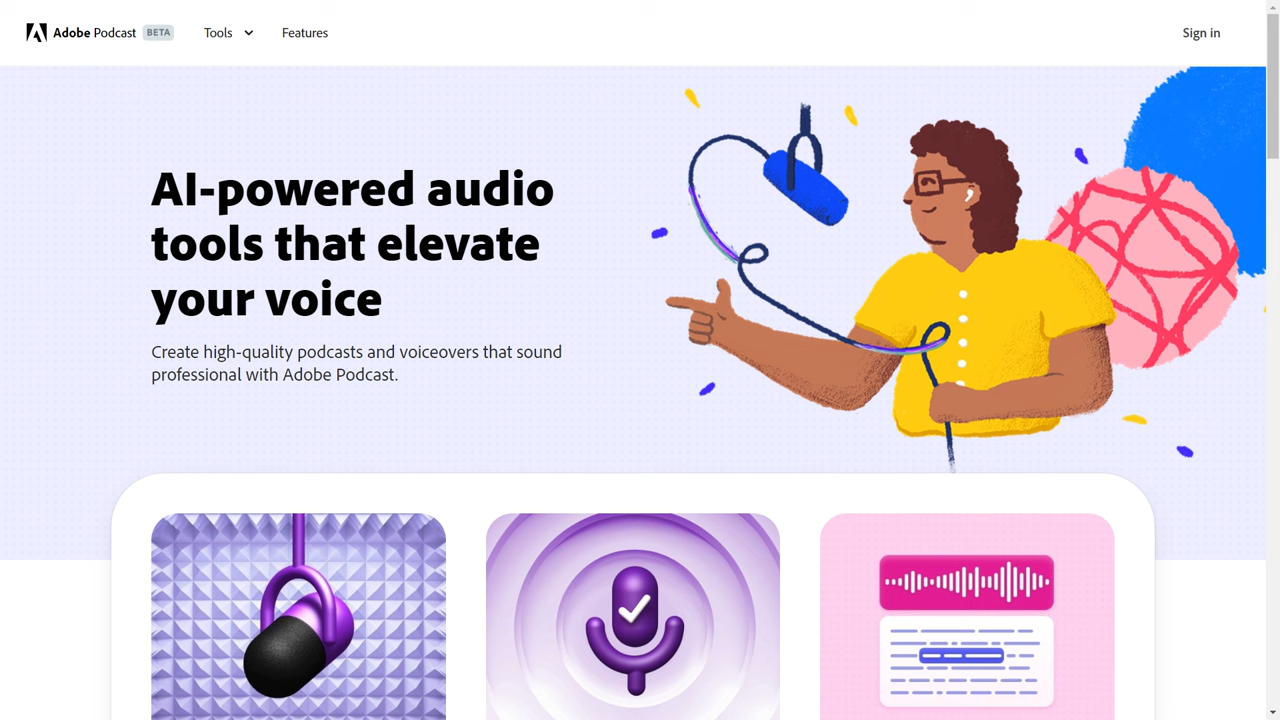 Adobe Podcast BETA Tools Features Sign in
AI-powered audio
tools that elevate
your voice
Create high-quality podcasts and voiceovers that sound
professional with Adobe Podcast.